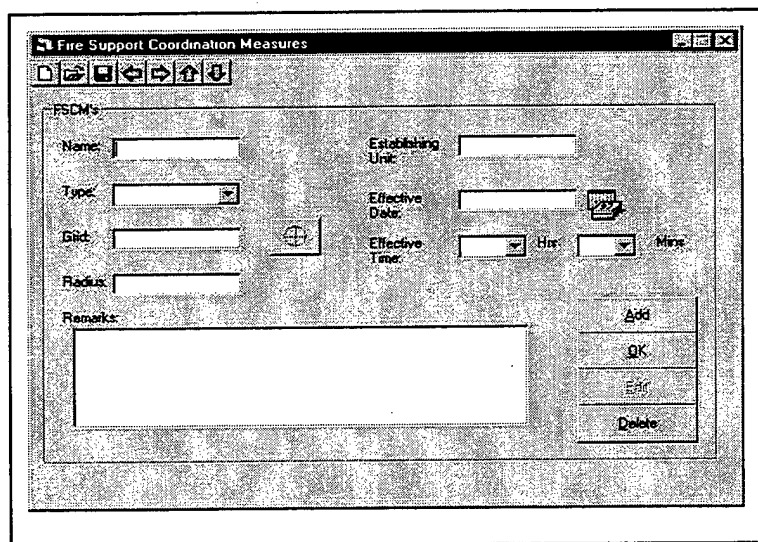 Fire Support Coordination Measures
FSCM's
Name:
Establishing
Unit:
Type:
Effective
Date:
Grid:
Effective
Time:
Hrs
Mins
Radius:
Remarks:
Add
OK
Edit
Delete